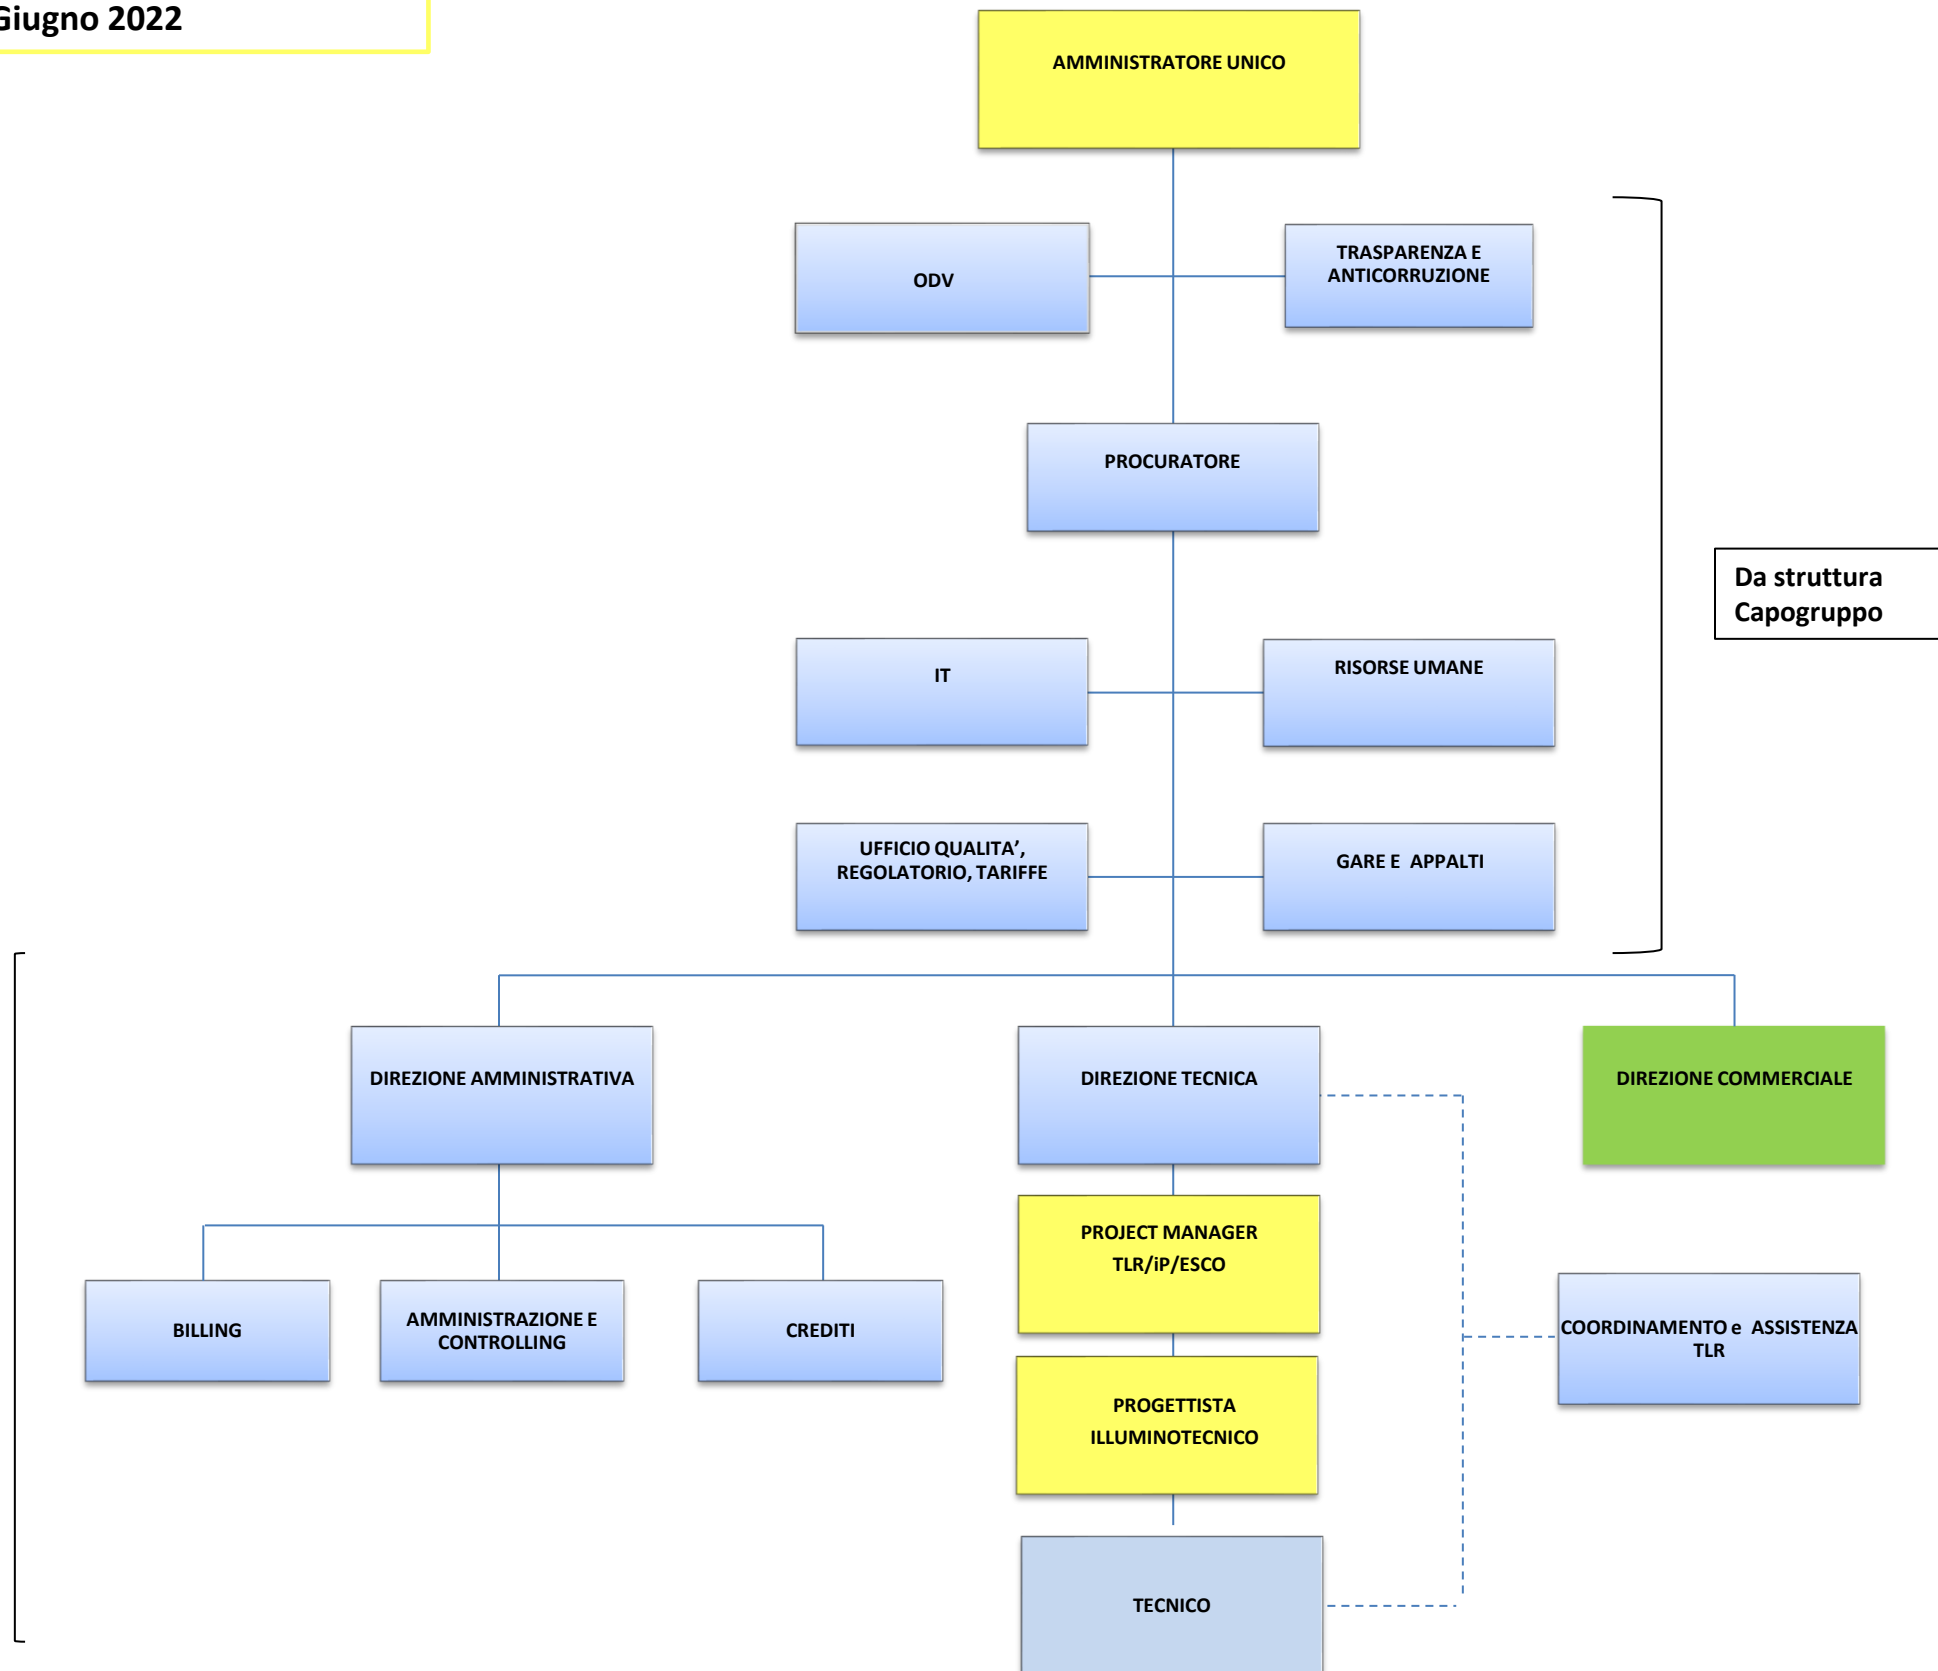 Giugno 2022
AMMINISTRATORE UNICO
ODV
TRASPARENZA E
ANTICORRUZIONE
PROCURATORE
Da struttura
Capogruppo
IT
RISORSE UMANE
UFFICIO QUALITA’,
REGOLATORIO, TARIFFE
GARE E APPALTI
DIREZIONE AMMINISTRATIVA
DIREZIONE TECNICA
DIREZIONE COMMERCIALE
PROJECT MANAGER
TLR/iP/ESCO
BILLING
AMMINISTRAZIONE E
CONTROLLING
CREDITI
COORDINAMENTO e ASSISTENZA
TLR
PROGETTISTA
ILLUMINOTECNICO
TECNICO